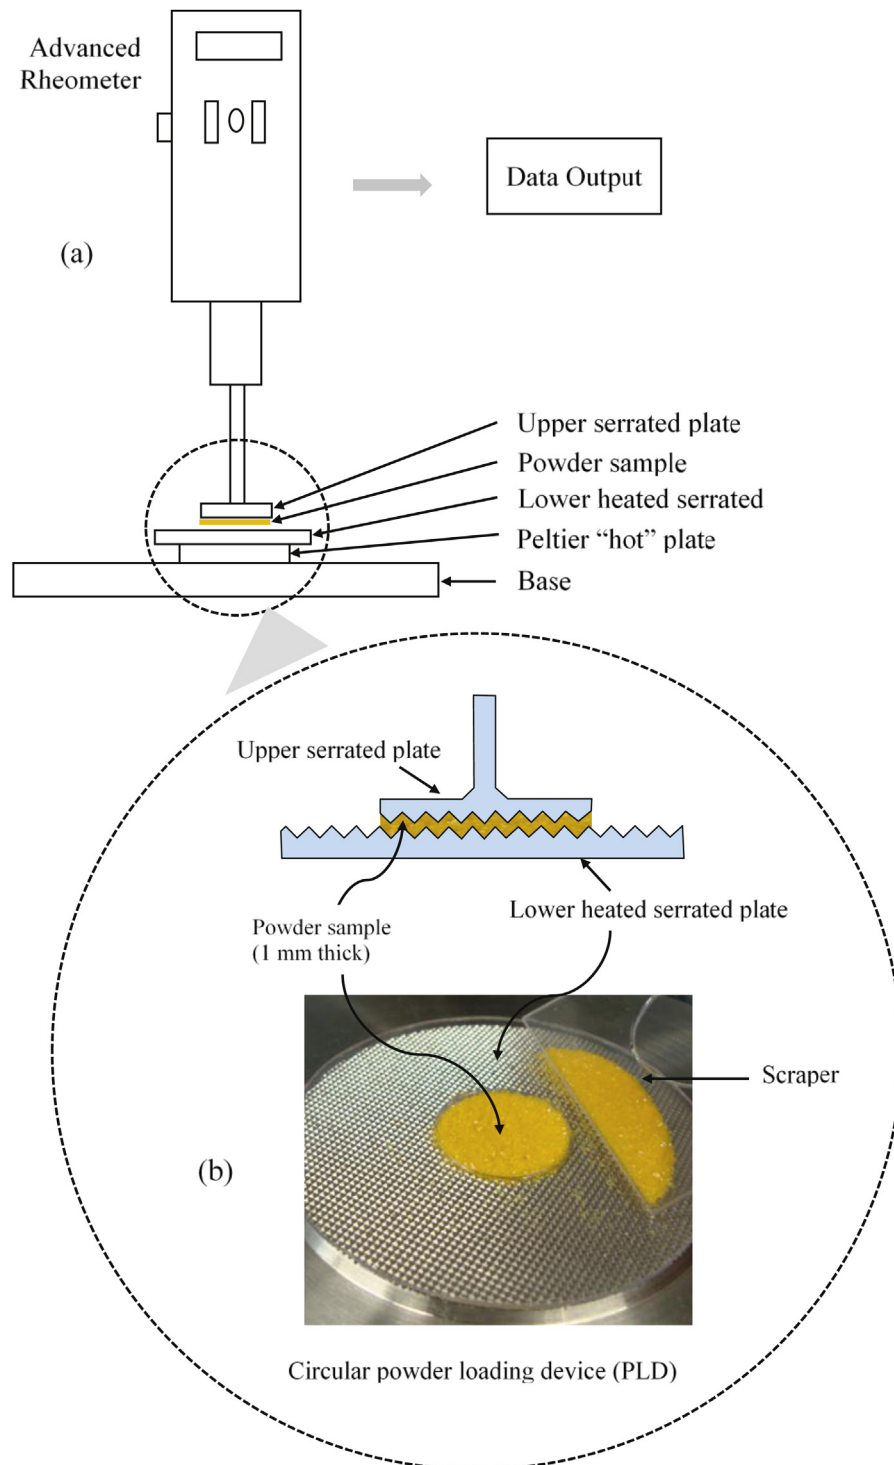 Advanced
Rheometer
Data Output
(a)
Upper serrated plate
Powder sample
Lower heated serrated
Peltier “hot” plate
Base
Upper serrated plate
Powder sample
(1 mm thick)
Lower heated serrated plate
Scraper
(b)
Circular powder loading device (PLD)